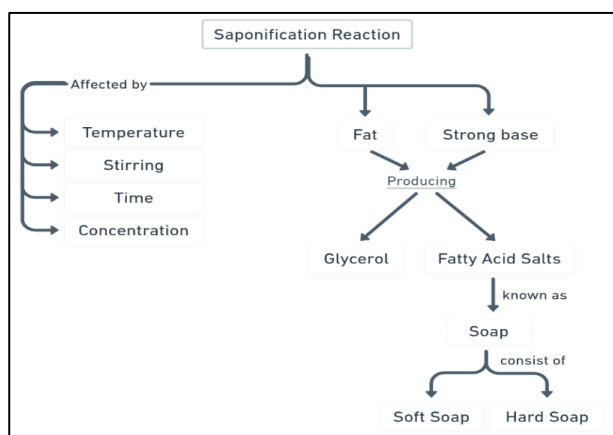 Saponification Reaction
Affected by
Temperature
Stirring
Time
Concentration
Fat
Strong base
Producing
Glycerol
Fatty Acid Salts
known as
Soap
consist of
Soft Soap
Hard Soap